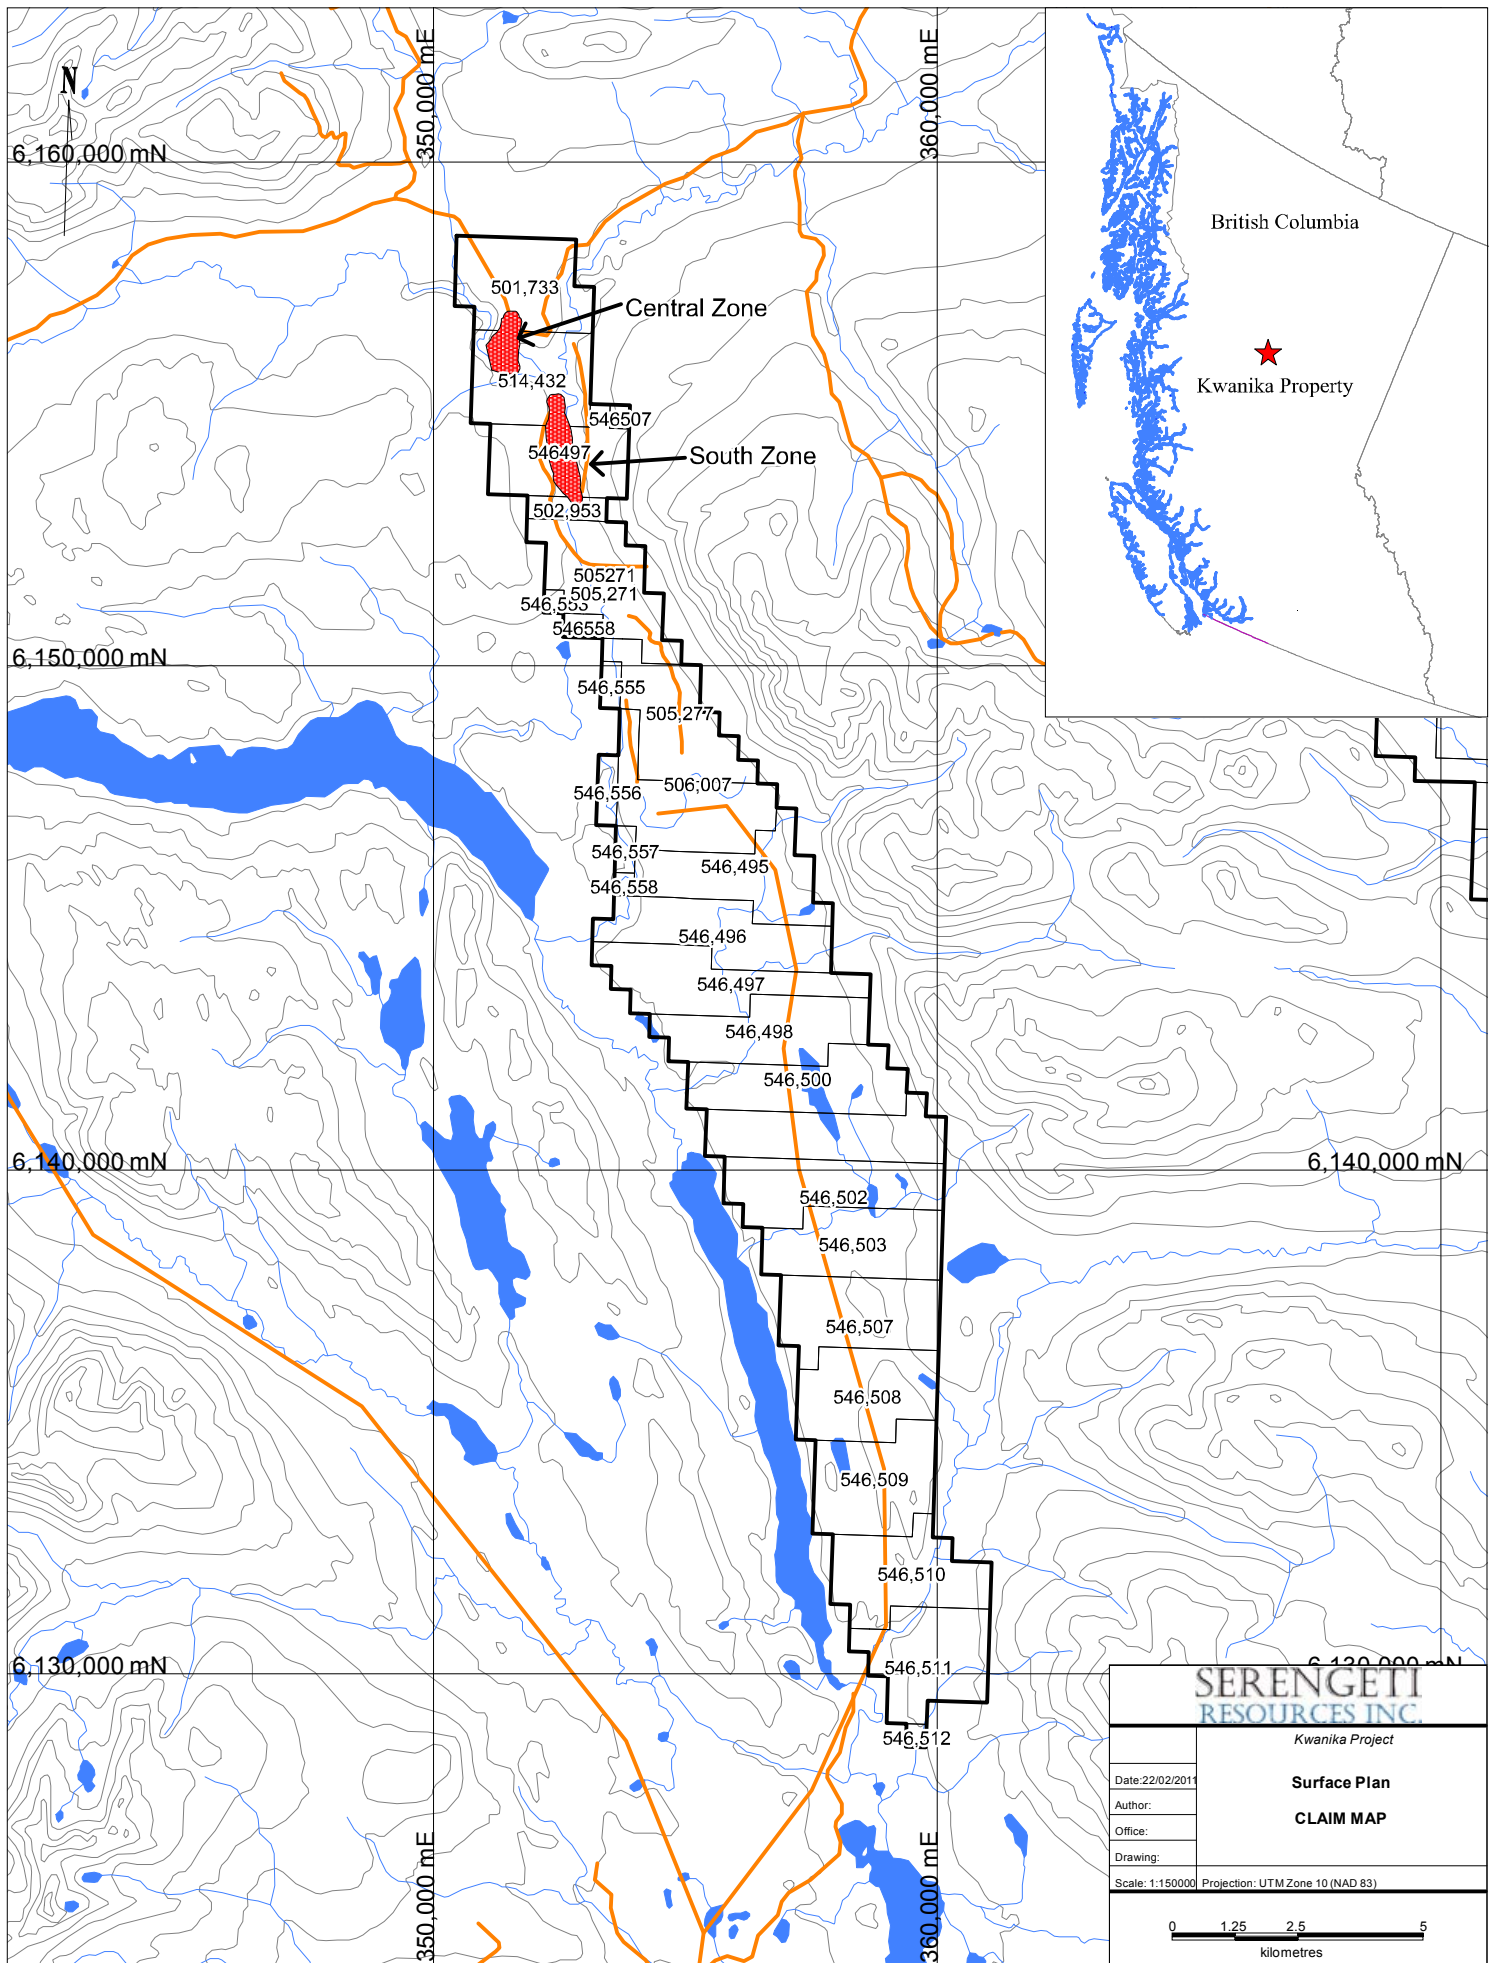 350,000 mE
360,000 mE
N
6,160,000 mN
British Columbia
Kwanika Property
501,733
Central Zone
514,432
546507
546497
South Zone
502,953
505271
505,271
546,553
546558
6,150,000 mN
546,555
505,277
506,007
546,556
546,557
546,495
546,558
546,496
546,497
546,498
546,500
6,140,000 mN
6,140,000 mN
546,502
546,503
546,507
546,508
546,509
546,510
6,130,000 mN
6,130,000 mN
546,511
546,512
350,000 mE
360,000 mE
SERENGETI
RESOURCES INC.
Kwanika Project
Date:22/02/2011
Surface Plan
Author:
CLAIM MAP
Office:
Drawing:
Scale: 1:150000 Projection: UTM Zone 10 (NAD 83)
0 1.25 2.5 5
kilometres